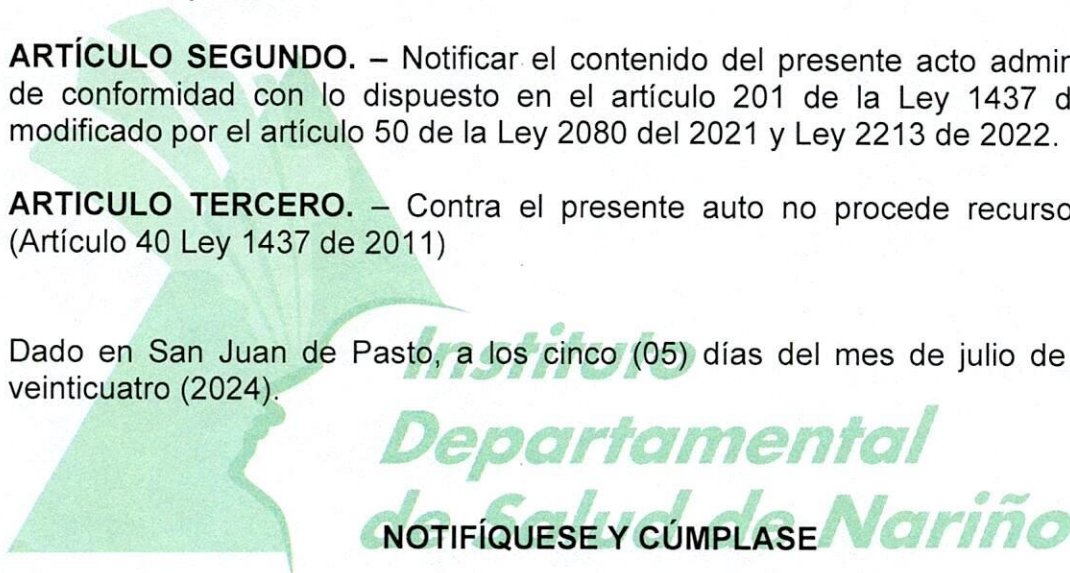 ARTÍCULO SEGUNDO. – Notificar el contenido del presente acto admin
de conformidad con lo dispuesto en el artículo 201 de la Ley 1437 d
modificado por el artículo 50 de la Ley 2080 del 2021 y Ley 2213 de 2022.
ARTICULO TERCERO. – Contra el presente auto no procede recurso
(Artículo 40 Ley 1437 de 2011)
Dado en San Juan de Pasto, a los cinco (05) días del mes de julio de
veinticuatro (2024).
Instituto
Departamental
de Salud de Nariño
NOTIFÍQUESE Y CÚMPLASE